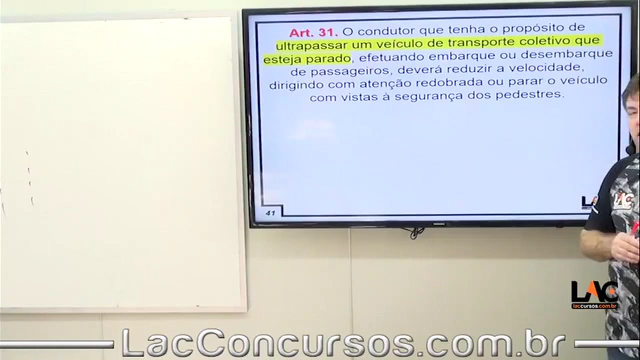 Art. 31. O condutor que tenha o propósito de
ultrapassar um veículo de transporte coletivo que
esteja parado, efetuando embarque ou desembarque
de passageiros, deverá reduzir a velocidade,
dirigindo com atenção redobrada ou parar o veículo
com vistas à segurança dos pedestres.
LAC
41
LAC
laccursos.com.br
LacConcursos.com.br